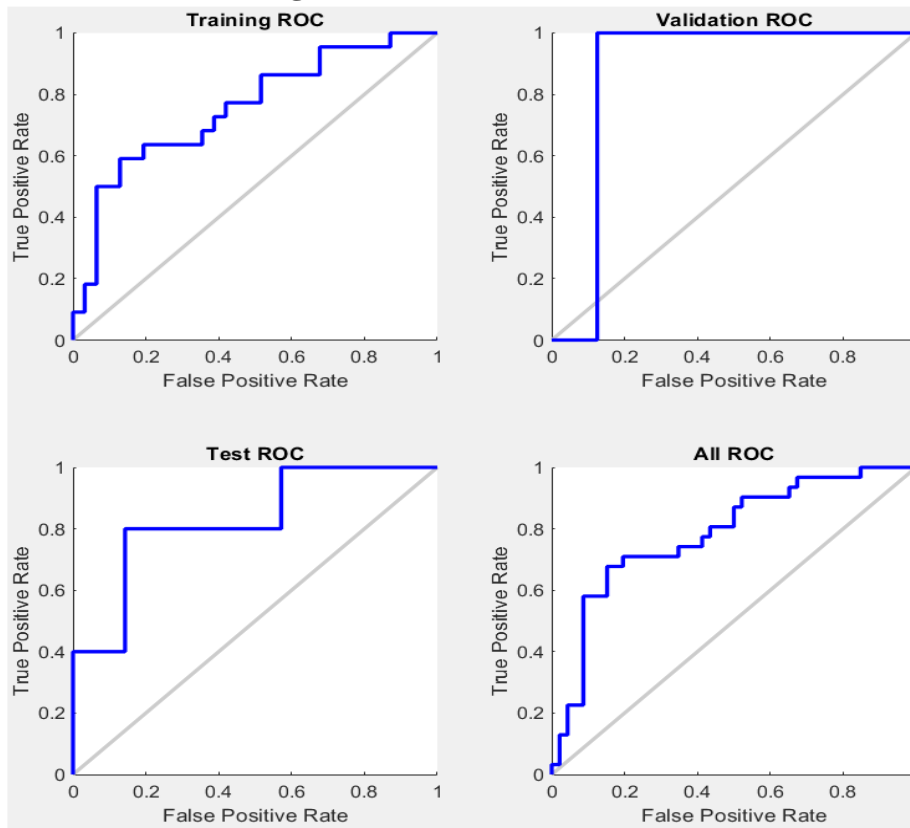 Training ROC
1
0.8
0.6
0.4
0.2
0
True Positive Rate
0 0.2 0.4 0.6 0.8 1
False Positive Rate
Validation ROC
1
0.8
0.6
0.4
0.2
0
True Positive Rate
0 0.2 0.4 0.6 0.8
False Positive Rate
Test ROC
1
0.8
0.6
0.4
0.2
0
True Positive Rate
0 0.2 0.4 0.6 0.8 1
False Positive Rate
All ROC
1
0.8
0.6
0.4
0.2
0
True Positive Rate
0 0.2 0.4 0.6 0.8
False Positive Rate